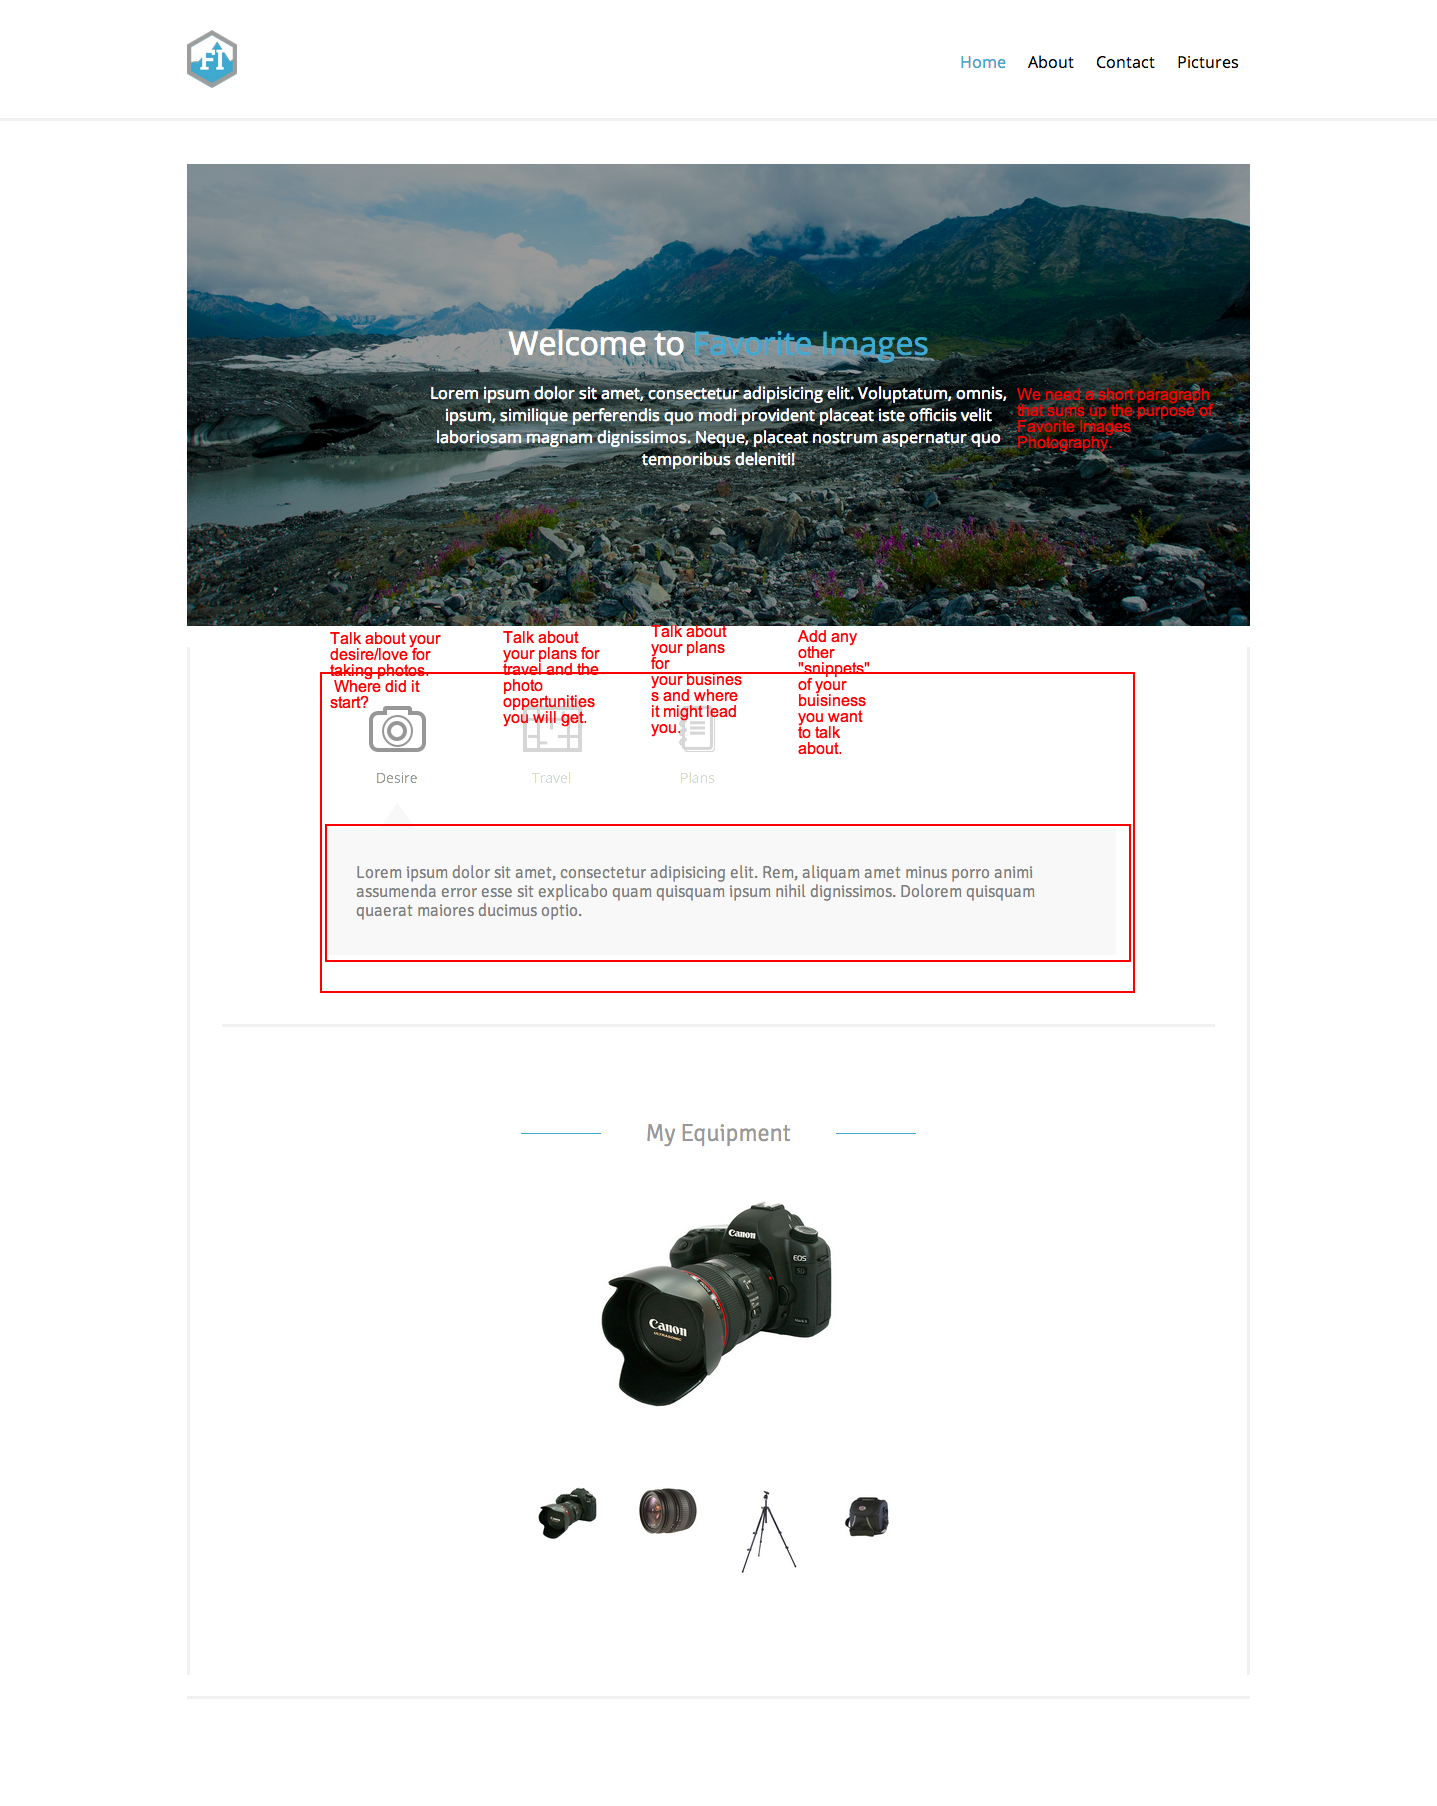 FI
Home About Contact Pictures
Welcome to Favorite Images
Lorem ipsum dolor sit amet, consectetur adipisicing elit. Voluptatum, omnis,
ipsum, similique perferendis quo modi provident placeat iste officiis velit
laboriosam magnam dignissimos. Neque, placeat nostrum aspernatur quo
temporibus deleniti!
We need a short paragraph
that sums up the purpose of
Favorite Images
Photography.
Talk about your
desire/love for
taking photos.
Where did it
start?
Talk about
your plans for
travel and the
photo
oppertunities
you will get.
Talk about
your plans
for
your busines
s and where
it might lead
you.
Add any
other
"snippets"
of your
buisiness
you want
to talk
about.
Desire
Travel
Plans
Lorem ipsum dolor sit amet, consectetur adipisicing elit. Rem, aliquam amet minus porro animi
assumenda error esse sit explicabo quam quisquam ipsum nihil dignissimos. Dolorem quisquam
quaerat maiores ducimus optio.
My Equipment
Canon
EOS
5D
Mark II
Canon
ULTRASONIC